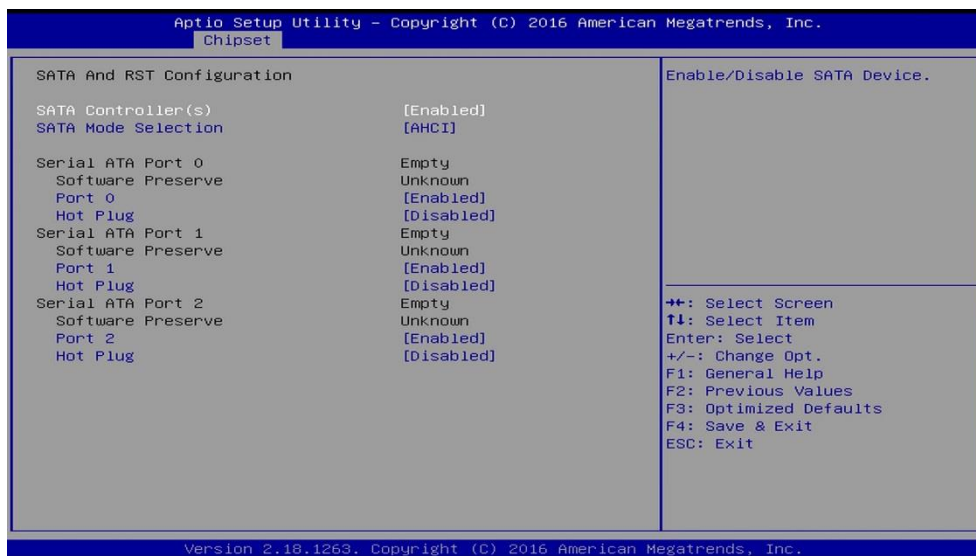 Aptio Setup Utility – Copyright (C) 2016 American Megatrends, Inc.
Chipset
SATA And RST Configuration
SATA Controller(s) [Enabled]
SATA Mode Selection [AHCI]
Serial ATA Port 0 Empty
Software Preserve Unknown
Port 0 [Enabled]
Hot Plug [Disabled]
Serial ATA Port 1 Empty
Software Preserve Unknown
Port 1 [Enabled]
Hot Plug [Disabled]
Serial ATA Port 2 Empty
Software Preserve Unknown
Port 2 [Enabled]
Hot Plug [Disabled]
Enable/Disable SATA Device.
→←: Select Screen
↑↓: Select Item
Enter: Select
+/-: Change Opt.
F1: General Help
F2: Previous Values
F3: Optimized Defaults
F4: Save & Exit
ESC: Exit
Version 2.18.1263. Copyright (C) 2016 American Megatrends, Inc.